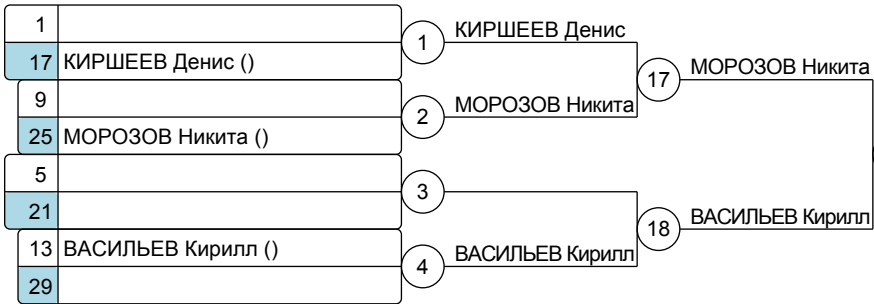 1
17 КИРШЕЕВ Денис ()
9
25 МОРОЗОВ Никита ()
5
21
13 ВАСИЛЬЕВ Кирилл ()
29
1
2
3
4
КИРШЕЕВ Денис
МОРОЗОВ Никита
ВАСИЛЬЕВ Кирилл
17
18
МОРОЗОВ Никита
ВАСИЛЬЕВ Кирилл